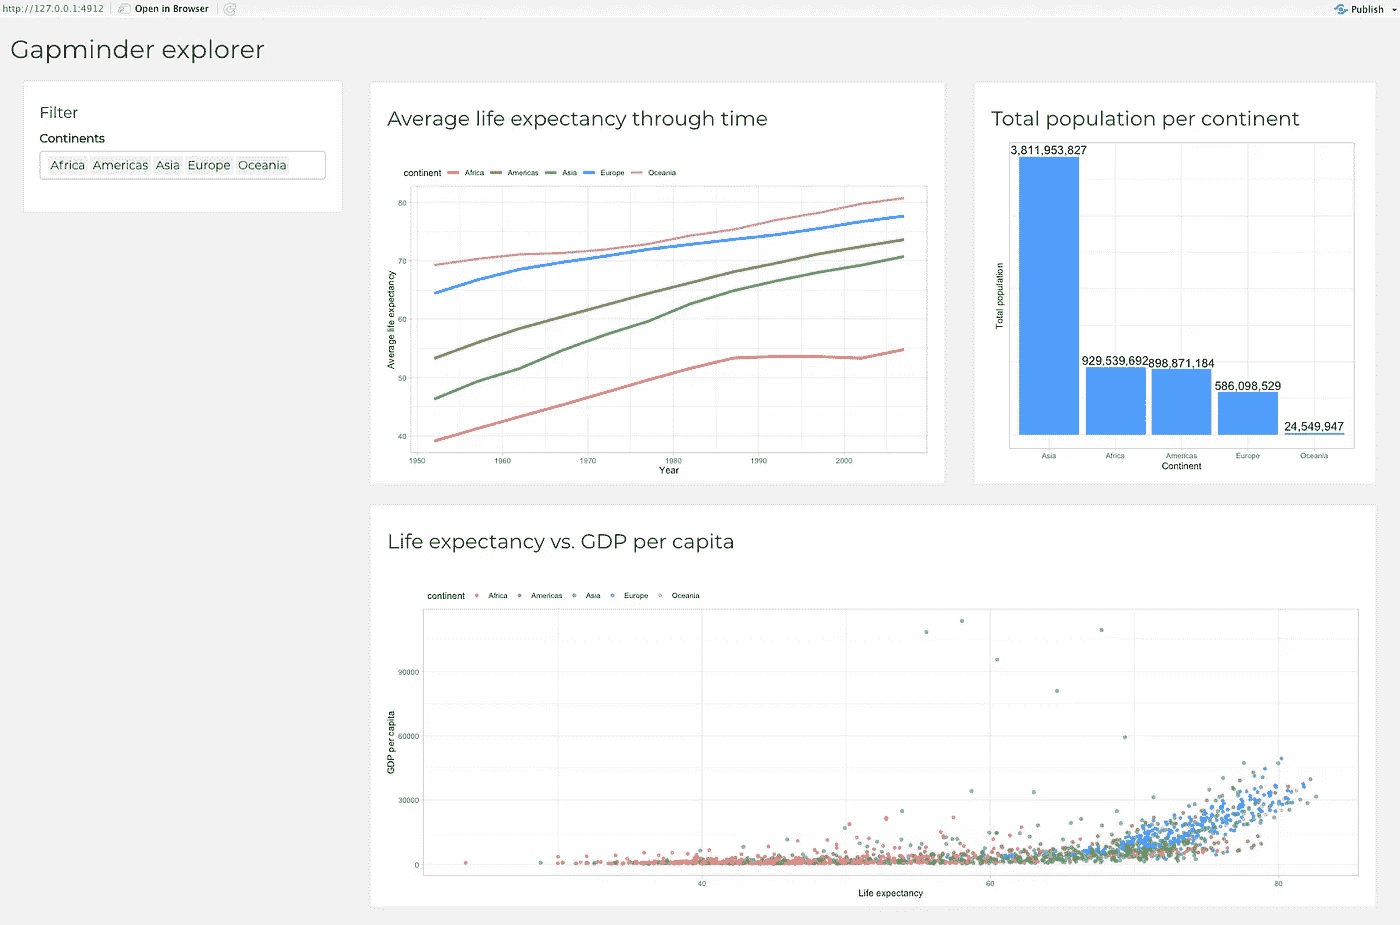 http://127.0.0.1:4912 Open in Browser Publish
Gapminder explorer
Filter
Continents
Africa Americas Asia Europe Oceania
Average life expectancy through time
continent Africa Americas Asia Europe Oceania
80
70
60
50
40
Average life expectancy
1950 1960 1970 1980 1990 2000
Year
Total population per continent
3,811,953,827
929,539,692
898,871,184
586,098,529
24,549,947
Total population
Asia Africa Americas Europe Oceania
Continent
Life expectancy vs. GDP per capita
continent Africa Americas Asia Europe Oceania
90000
60000
30000
0
GDP per capita
40 60 80
Life expectancy